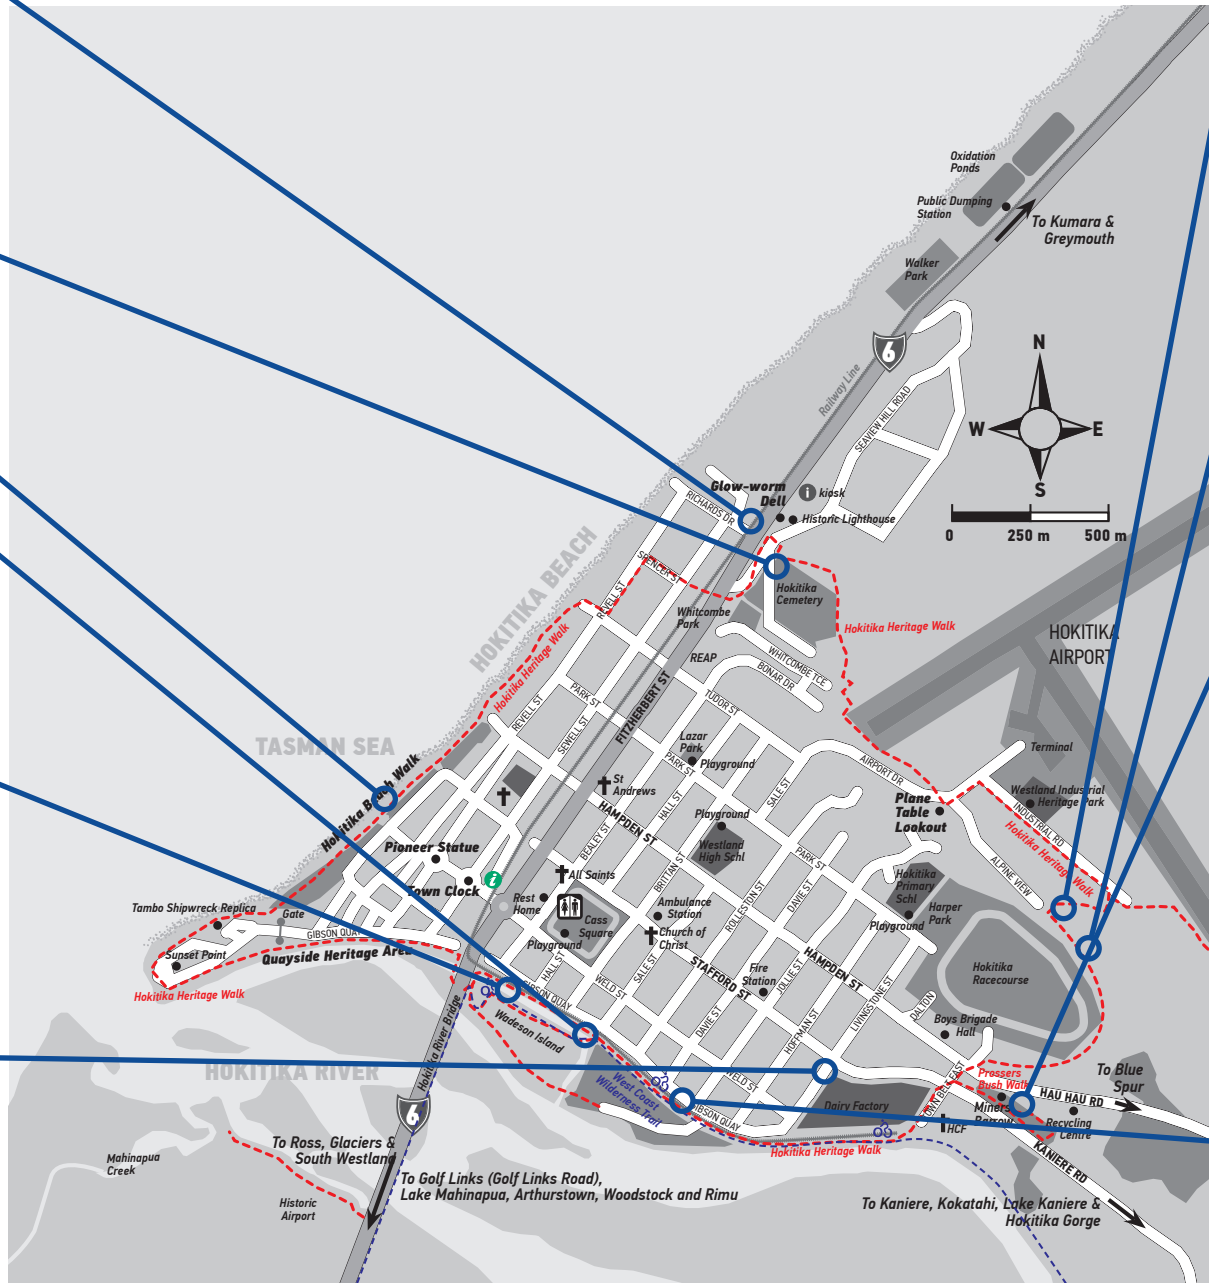 Oxidation
Ponds
Public Dumping
Station
To Kumara &
Greymouth
Walker
Park
6
N
W
E
S
0
250 m
500 m
Railway Line
SEAVIEW HILL ROAD
Glow-worm
Dell
i
kiosk
Historic Lighthouse
RICHARDS DR
SPENCER ST
REVELL ST
HOKITIKA BEACH
Hokitika
Cemetery
Whitcombe
Park
Hokitika Heritage Walk
HOKITIKA
AIRPORT
REAP
WHITCOMBE TCE
BONAR DR
Hokitika Heritage Walk
PARK ST
REVELL ST
SEWELL ST
FITZHERBERT ST
TUDOR ST
TASMAN SEA
Lazar
Park
Playground
PARK ST
AIRPORT DR
Terminal
Hokitika Beach Walk
St
Andrews
HAMPDEN ST
HALL ST
SALE ST
Plane
Table
Lookout
Westland Industrial
Heritage Park
INDUSTRIAL RD
Hokitika Heritage Walk
Playground
Westland
High Schl
BEALEY ST
Pioneer Statue
Town Clock
i
All Saints
BRITTAN ST
PARK ST
ALPINE VIEW
Hokitika
Primary
Schl
Harper
Park
Playground
Rest
Home
Cass
Square
Playground
Ambulance
Station
Church of
Christ
ROLLESTON ST
DAVIE ST
Tambo Shipwreck Replica
Gate
GIBSON QUAY
Quayside Heritage Area
Sunset Point
Hokitika Heritage Walk
HALL ST
WELD ST
SALE ST
STAFFORD ST
Fire
Station
JOLLIE ST
HAMPDEN ST
Hokitika
Racecourse
GIBSON QUAY
Wadeson Island
Hokitika River Bridge
DAVIE ST
HOFFMAN ST
LIVINGSTONE ST
DALTON
Boys Brigade
Hall
HOKITIKA RIVER
West Coast
Wilderness Trail
WELD ST
GIBSON QUAY
Dairy Factory
TOWN BELT EAST
Prossers
Bush Walk
Miners
Barrow
HAU HAU RD
To Blue
Spur
Recycling
Centre
HCF
KANIERE RD
Hokitika Heritage Walk
6
To Ross, Glaciers &
South Westland
Mahinapua
Creek
Historic
Airport
To Golf Links (Golf Links Road),
Lake Mahinapua, Arthurstown, Woodstock and Rimu
To Kaniere, Kokatahi, Lake Kaniere &
Hokitika Gorge